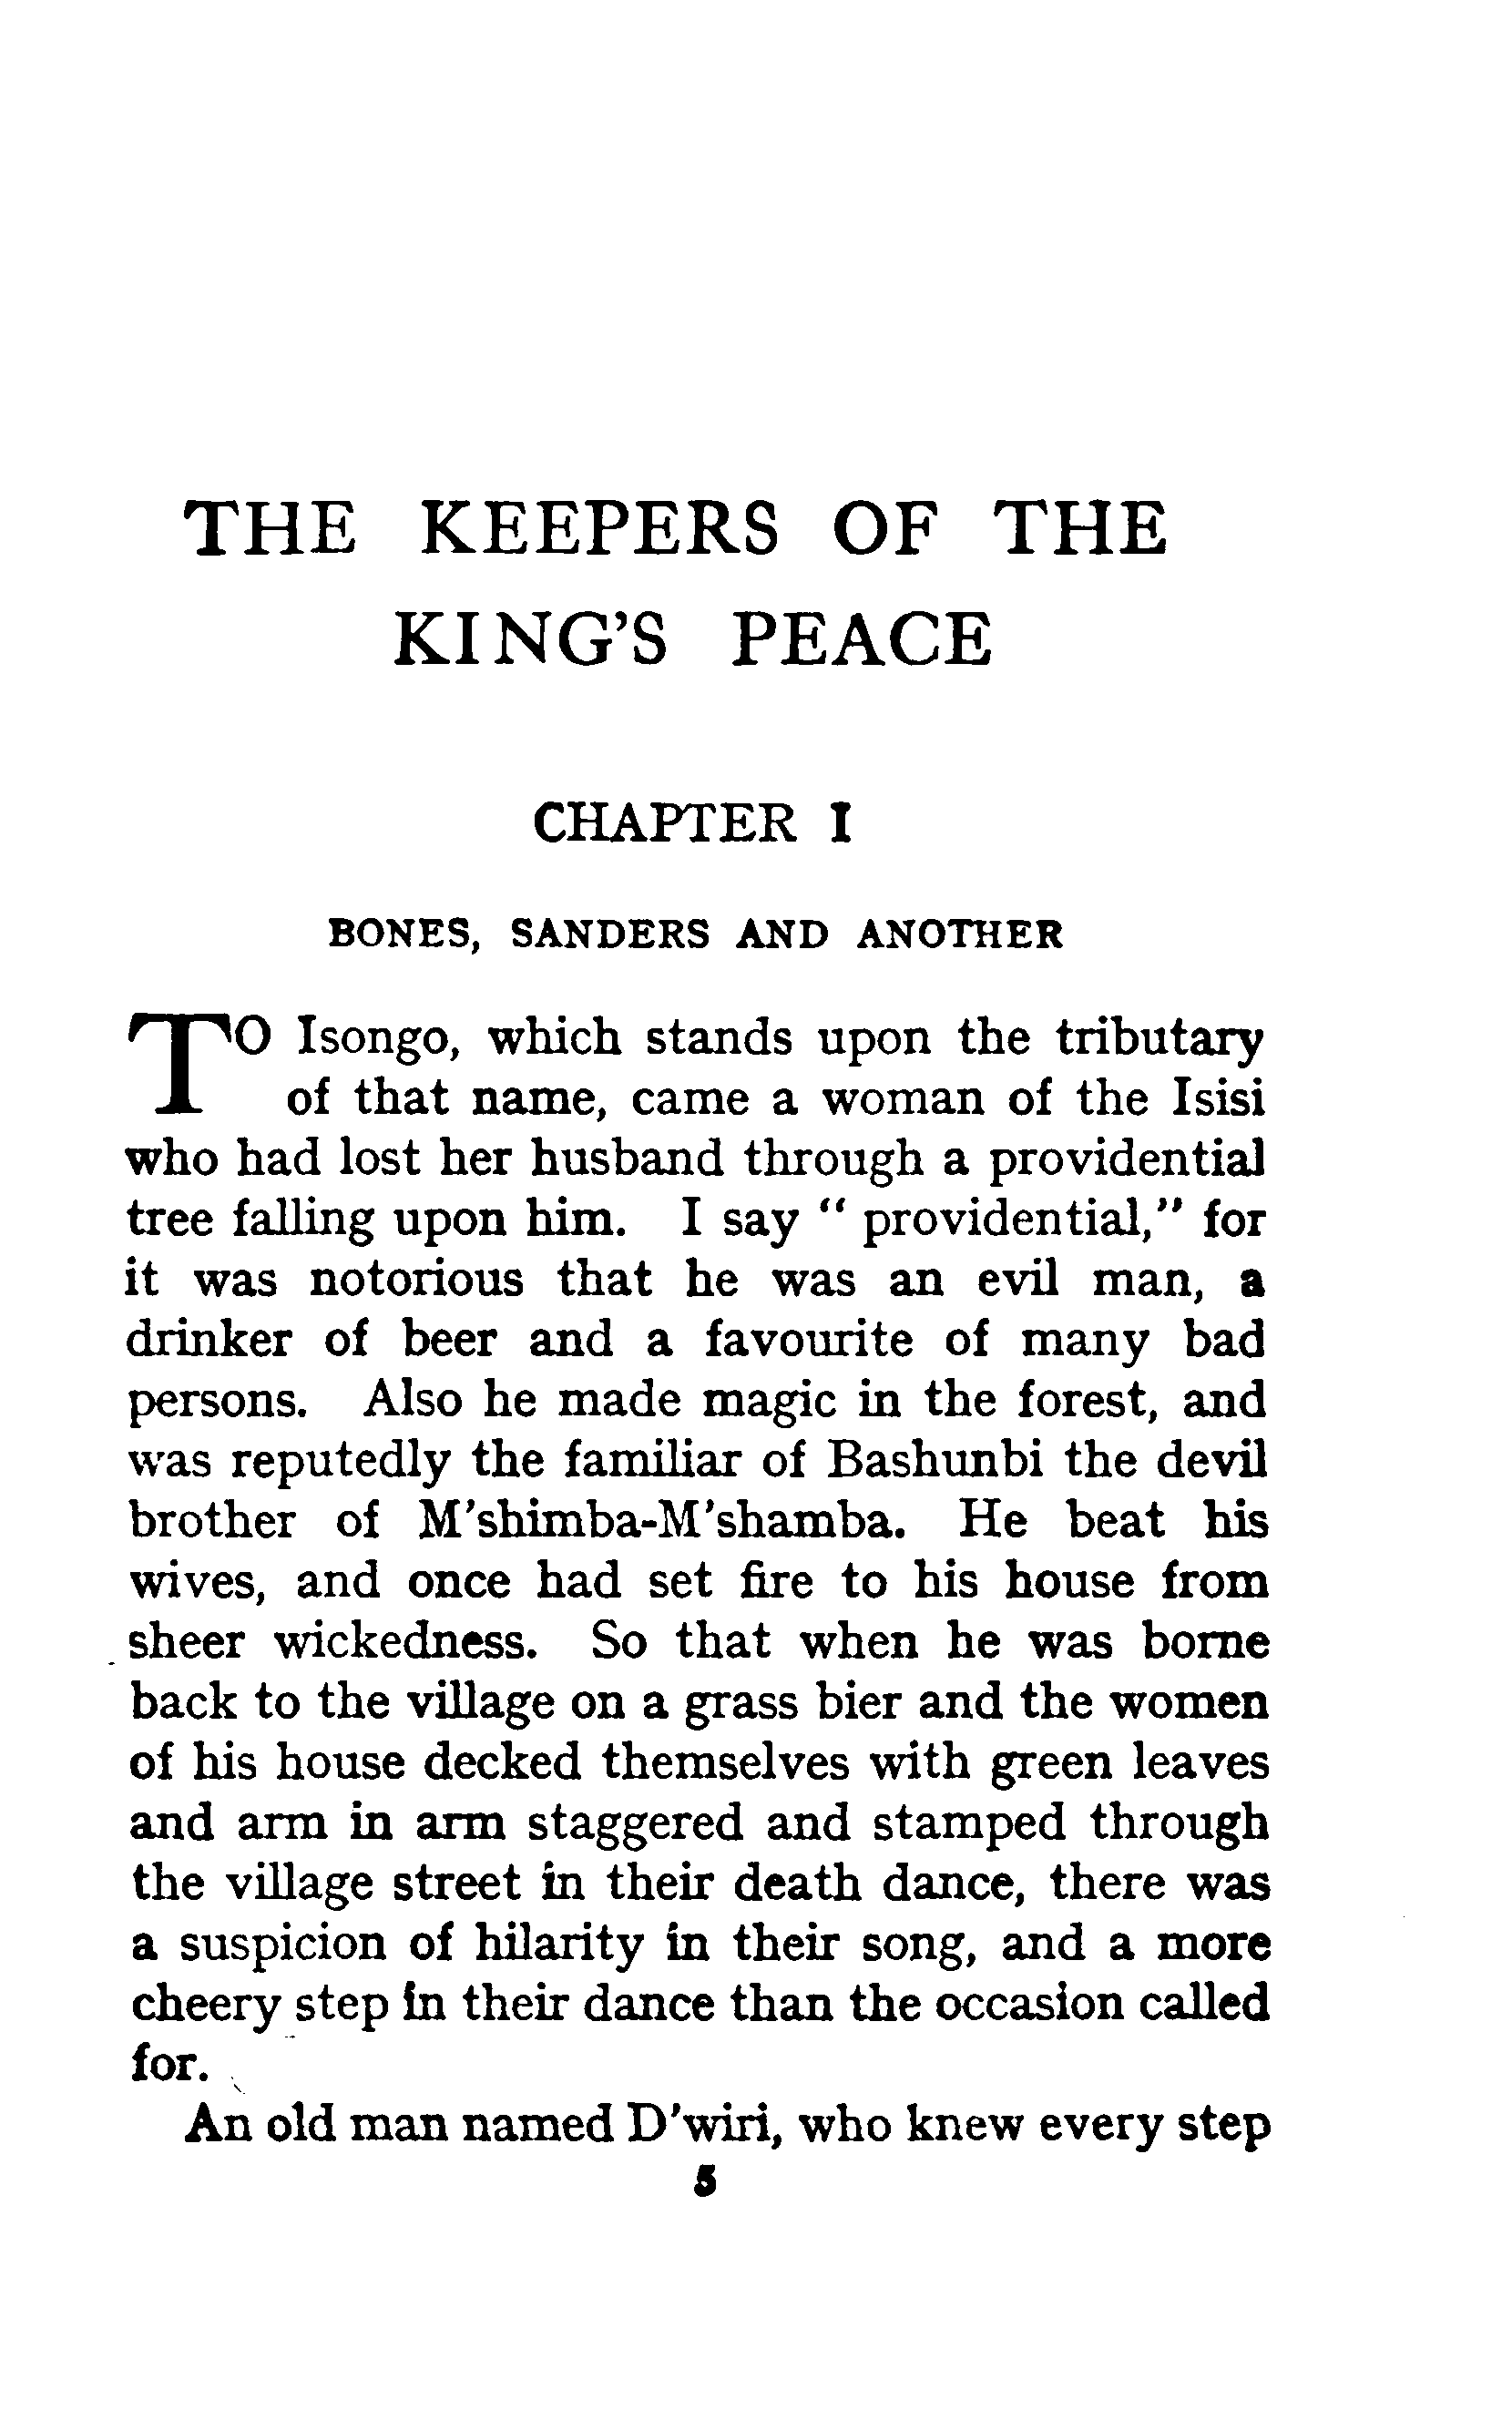 THE KEEPERS OF THE
KING'S PEACE
CHAPTER I
BONES, SANDERS AND ANOTHER
TO Isongo, which stands upon the tributary
of that name, came a woman of the Isisi
who had lost her husband through a providential
tree falling upon him. I say “ providential,” for
it was notorious that he was an evil man, a
drinker of beer and a favourite of many bad
persons. Also he made magic in the forest, and
was reputedly the familiar of Bashunbi the devil
brother of M'shimba-M'shamba. He beat his
wives, and once had set fire to his house from
sheer wickedness. So that when he was borne
back to the village on a grass bier and the women
of his house decked themselves with green leaves
and arm in arm staggered and stamped through
the village street in their death dance, there was
a suspicion of hilarity in their song, and a more
cheery step in their dance than the occasion called
for.
An old man named D'wiri, who knew every step
5